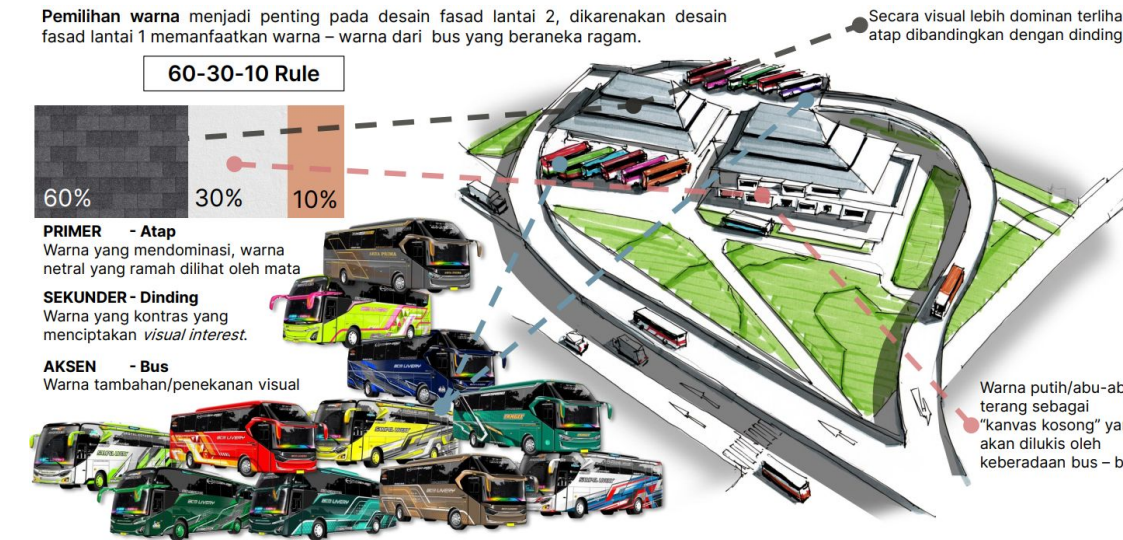 Pemilihan warna menjadi penting pada desain fasad lantai 2, dikarenakan desain
fasad lantai 1 memanfaatkan warna – warna dari bus yang beraneka ragam.
Secara visual lebih dominan terliha
atap dibandingkan dengan dinding
60-30-10 Rule
60%
30%
10%
PRIMER - Atap
Warna yang mendominasi, warna
netral yang ramah dilihat oleh mata
SEKUNDER - Dinding
Warna yang kontras yang
menciptakan visual interest.
AKSEN - Bus
Warna tambahan/penekanan visual
Warna putih/abu-ab
terang sebagai
“kanvas kosong” ya
akan dilukis oleh
keberadaan bus – b